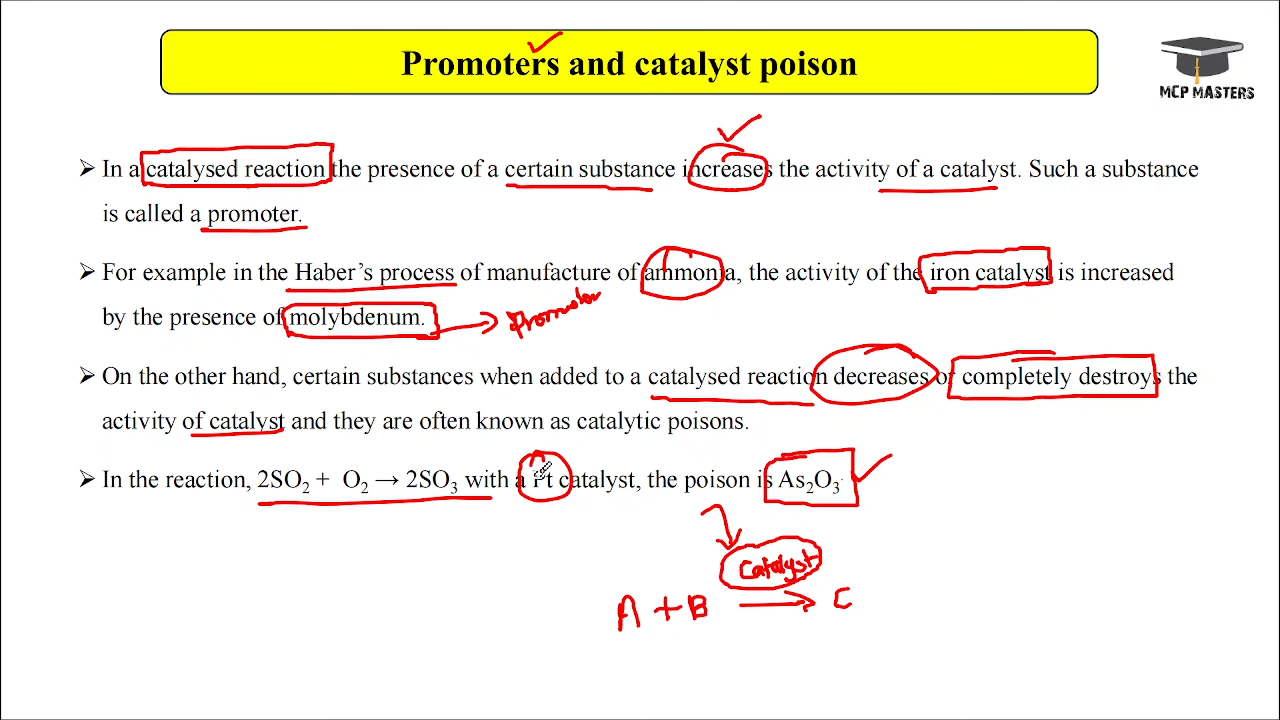 Promoters and catalyst poison
MCP MASTERS
➢ In a catalysed reaction the presence of a certain substance increases the activity of a catalyst. Such a substance
is called a promoter.
➢ For example in the Haber’s process of manufacture of ammonia, the activity of the iron catalyst is increased
by the presence of molybdenum.
Promoter
➢ On the other hand, certain substances when added to a catalysed reaction decreases or completely destroys the
activity of catalyst and they are often known as catalytic poisons.
➢ In the reaction, 2SO₂ + O₂ → 2SO₃ with a Pt catalyst, the poison is As₂O₃.
Catalyst
A + B → C